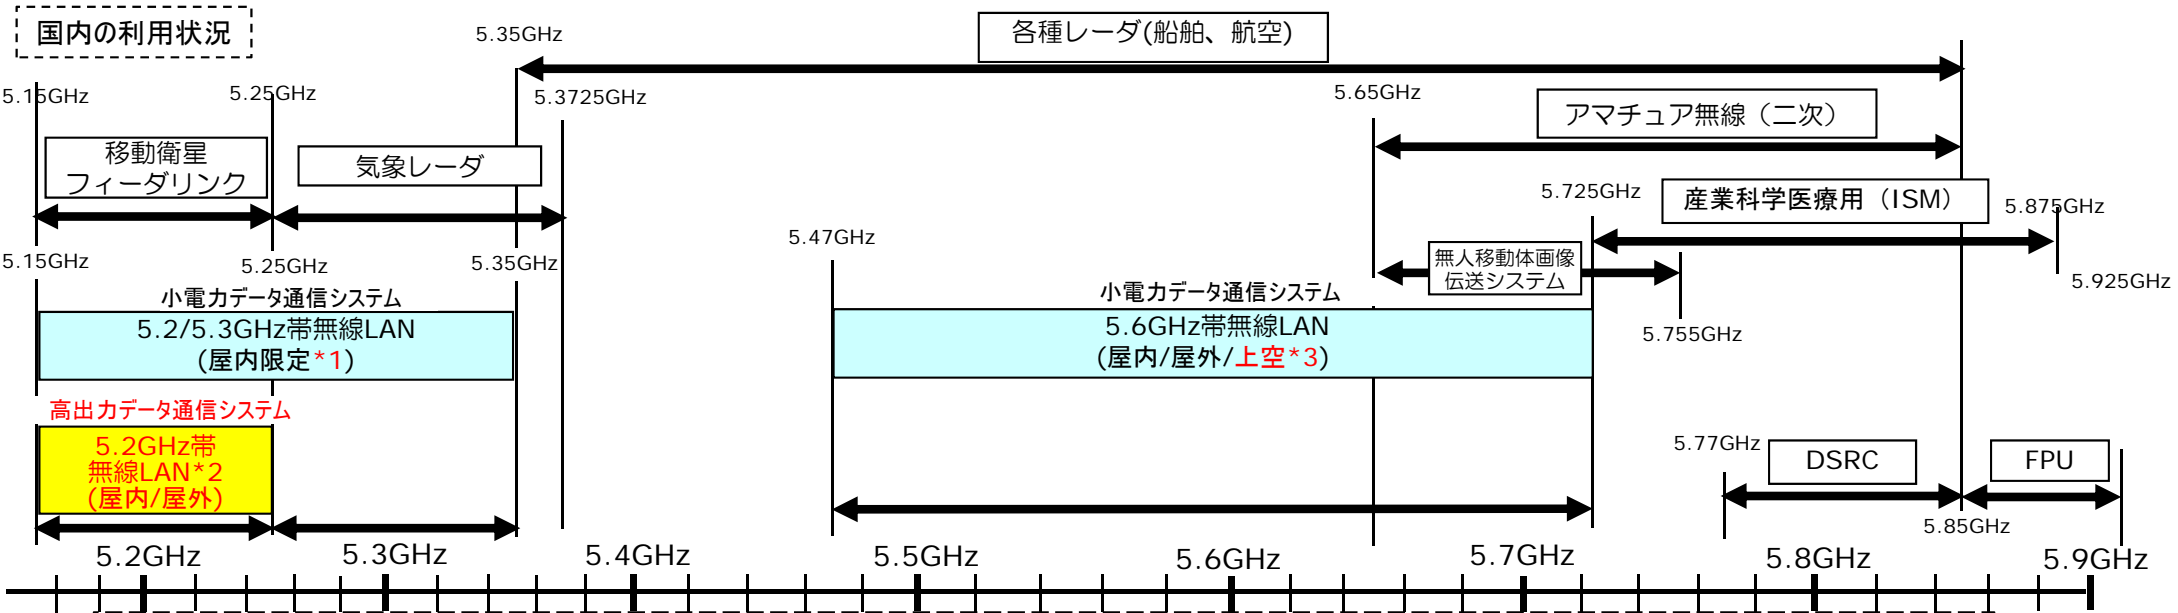 国内の利用状況
5.35GHz
各種レーダ(船舶、航空)
5.15GHz
5.25GHz
5.3725GHz
5.65GHz
アマチュア無線（二次）
移動衛星
フィーダリンク
気象レーダ
5.725GHz
産業科学医療用（ISM）
5.875GHz
5.47GHz
5.15GHz
5.25GHz
5.35GHz
無人移動体画像
伝送システム
5.925GHz
小電力データ通信システム
5.2/5.3GHz帯無線LAN
(屋内限定*1)
小電力データ通信システム
5.6GHz帯無線LAN
(屋内/屋外/上空*3)
5.755GHz
高出力データ通信システム
5.2GHz帯
無線LAN*2
(屋内/屋外)
5.77GHz
DSRC
FPU
5.85GHz
5.2GHz
5.3GHz
5.4GHz
5.5GHz
5.6GHz
5.7GHz
5.8GHz
5.9GHz